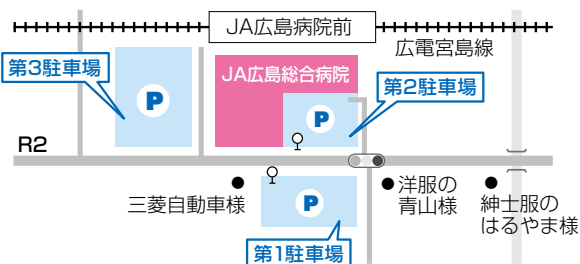 JA広島病院前
広電宮島線
第3駐車場
JA広島総合病院
第2駐車場
P
P
R2
三菱自動車様
P
洋服の
青山様
紳士服の
はるやま様
第1駐車場